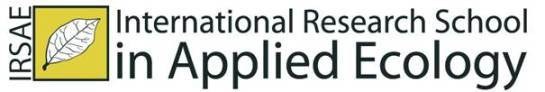 IRSAE
International Research School
in Applied Ecology